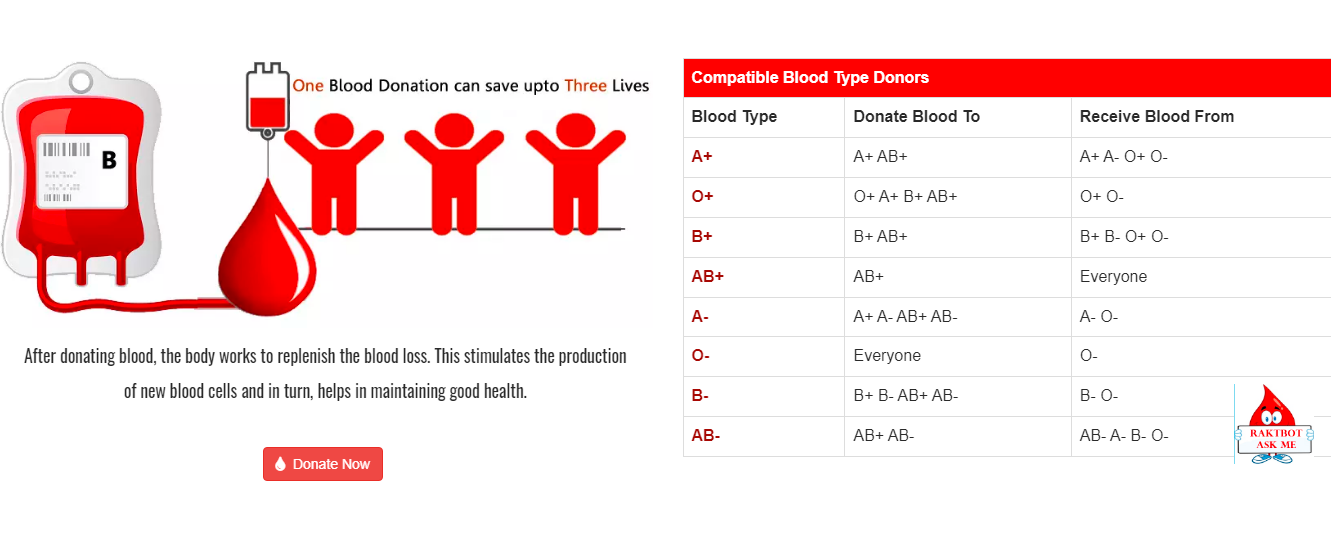 One Blood Donation can save upto Three Lives
B
After donating blood, the body works to replenish the blood loss. This stimulates the production
of new blood cells and in turn, helps in maintaining good health.
Donate Now
Compatible Blood Type Donors
Blood Type Donate Blood To Receive Blood From
A+ A+ AB+ A+ A- O+ O-
O+ O+ A+ B+ AB+ O+ O-
B+ B+ AB+ B+ B- O+ O-
AB+ AB+ Everyone
A- A+ A- AB+ AB- A- O-
O- Everyone O-
B- B+ B- AB+ AB- B- O-
AB- AB+ AB- AB- A- B- O-
RAKTBOT
ASK ME